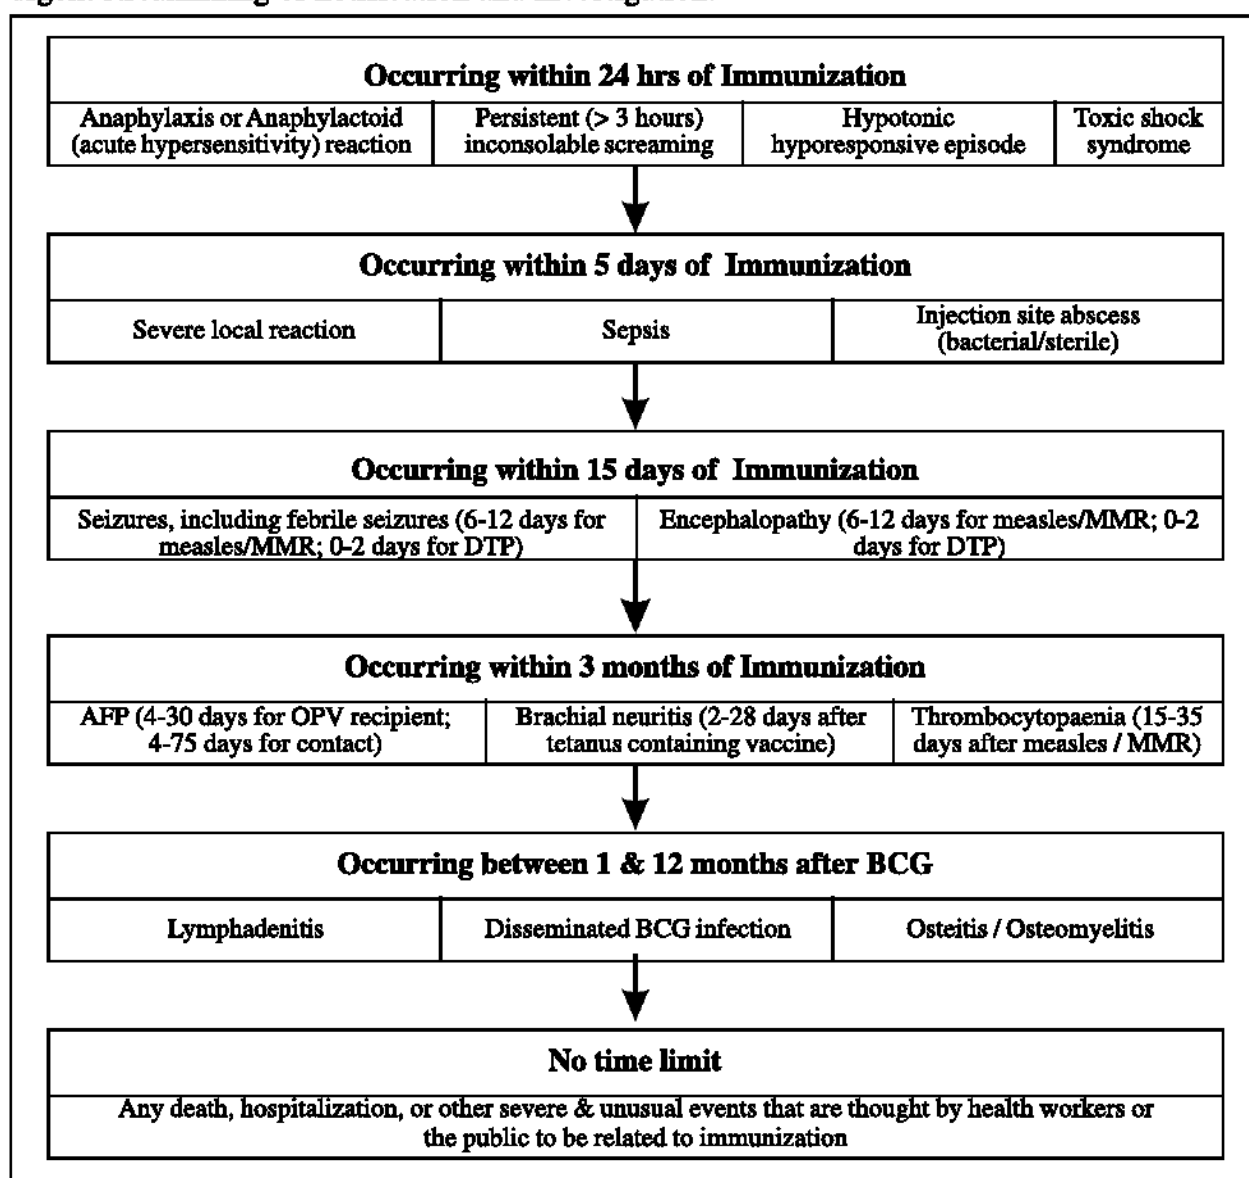 Occurring within 24 hrs of Immunization
Anaphylaxis or Anaphylactoid
(acute hypersensitivity) reaction
Persistent (> 3 hours)
inconsolable screaming
Hypotonic
hyporesponsive episode
Toxic shock
syndrome
Occurring within 5 days of Immunization
Severe local reaction
Sepsis
Injection site abscess
(bacterial/sterile)
Occurring within 15 days of Immunization
Seizures, including febrile seizures (6-12 days for
measles/MMR; 0-2 days for DTP)
Encephalopathy (6-12 days for measles/MMR; 0-2
days for DTP)
Occurring within 3 months of Immunization
AFP (4-30 days for OPV recipient;
4-75 days for contact)
Brachial neuritis (2-28 days after
tetanus containing vaccine)
Thrombocytopaenia (15-35
days after measles / MMR)
Occurring between 1 & 12 months after BCG
Lymphadenitis
Disseminated BCG infection
Osteitis / Osteomyelitis
No time limit
Any death, hospitalization, or other severe & unusual events that are thought by health workers or
the public to be related to immunization